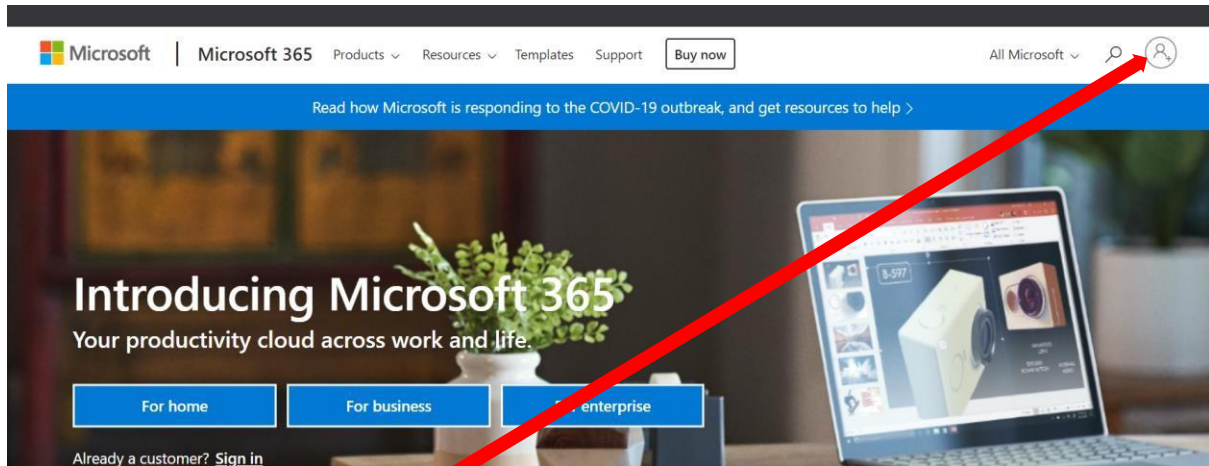 Microsoft | Microsoft 365 Products Resources Templates Support Buy now All Microsoft
Read how Microsoft is responding to the COVID-19 outbreak, and get resources to help >
Introducing Microsoft 365
Your productivity cloud across work and life.
For home For business For enterprise
Already a customer? Sign in
B-597